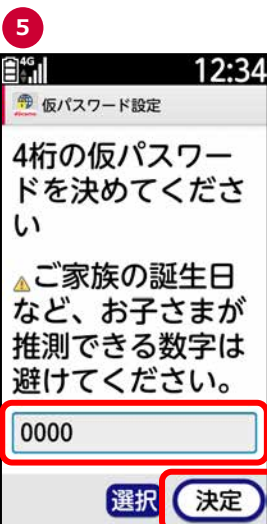 5
4G 12:34
仮パスワード設定
4桁の仮パスワー
ドを決めてくださ
い
⚠ご家族の誕生日
など、お子さまが
推測できる数字は
避けてください。
0000
選択 決定